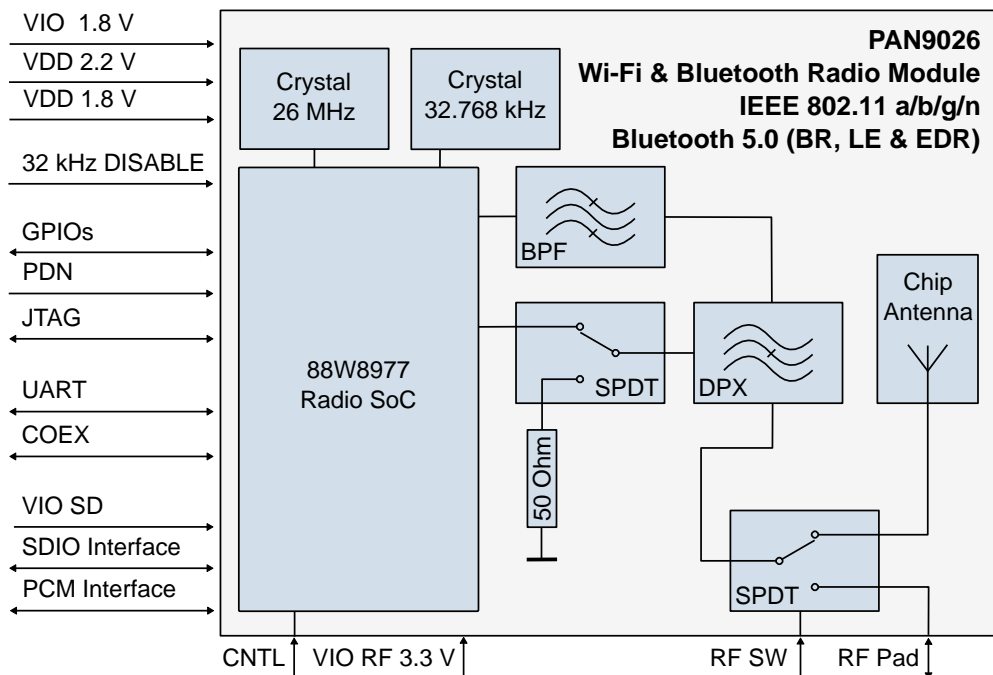 VIO 1.8 V
VDD 2.2 V
VDD 1.8 V
32 kHz DISABLE
GPIOs
PDN
JTAG
UART
COEX
VIO SD
SDIO Interface
PCM Interface
Crystal
26 MHz
Crystal
32.768 kHz
PAN9026
Wi-Fi & Bluetooth Radio Module
IEEE 802.11 a/b/g/n
Bluetooth 5.0 (BR, LE & EDR)
88W8977
Radio SoC
BPF
SPDT
50 Ohm
DPX
Chip
Antenna
SPDT
CNTL
VIO RF 3.3 V
RF SW
RF Pad